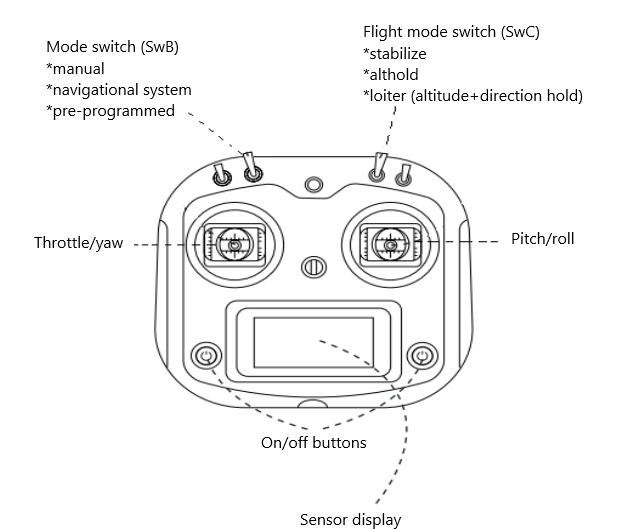 Mode switch (SwB)
*manual
*navigational system
*pre-programmed
Flight mode switch (SwC)
*stabilize
*althold
*loiter (altitude+direction hold)
Throttle/yaw
Pitch/roll
On/off buttons
Sensor display